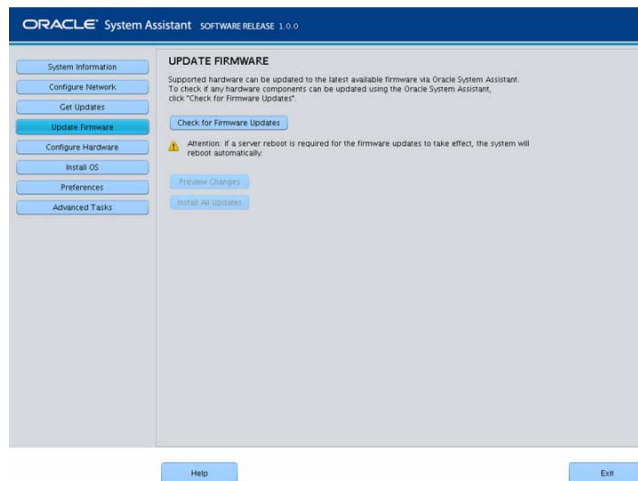 ORACLE® System Assistant SOFTWARE RELEASE 1.0.0
System Information
Configure Network
Get Updates
Update Firmware
Configure Hardware
Install OS
Preferences
Advanced Tasks
UPDATE FIRMWARE
Supported hardware can be updated to the latest available firmware via Oracle System Assistant.
To check if any hardware components can be updated using the Oracle System Assistant,
click "Check for Firmware Updates".
Check for Firmware Updates
Attention: If a server reboot is required for the firmware updates to take effect, the system will
reboot automatically.
Preview Changes
Install All Updates
Help
Exit